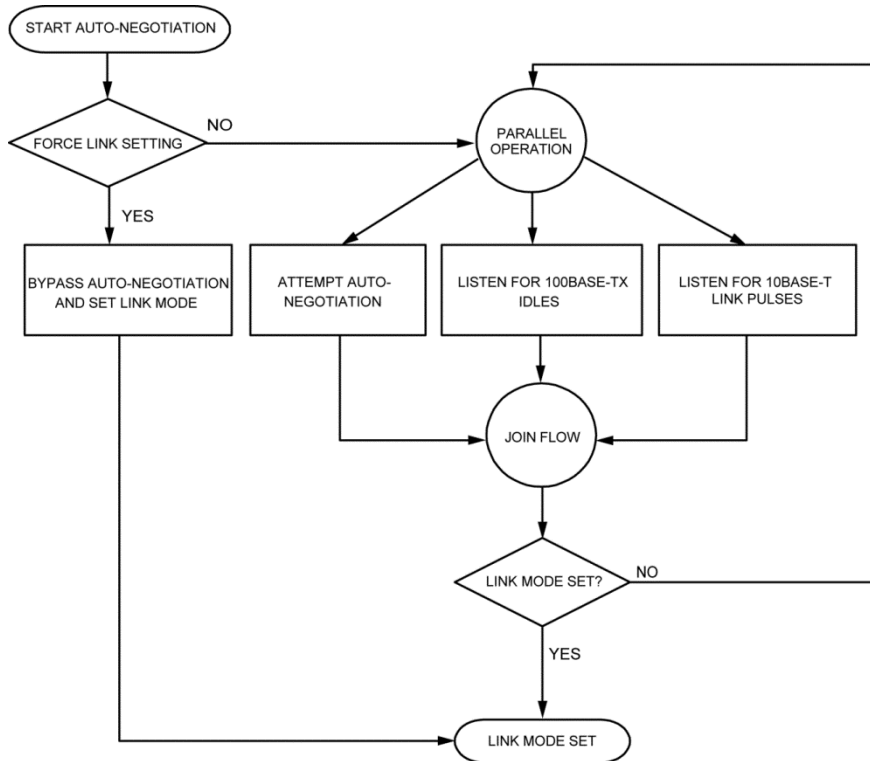 START AUTO-NEGOTIATION
FORCE LINK SETTING
NO
PARALLEL
OPERATION
YES
BYPASS AUTO-NEGOTIATION
AND SET LINK MODE
ATTEMPT AUTO-
NEGOTIATION
LISTEN FOR 100BASE-TX
IDLES
LISTEN FOR 10BASE-T
LINK PULSES
JOIN FLOW
LINK MODE SET?
NO
YES
LINK MODE SET